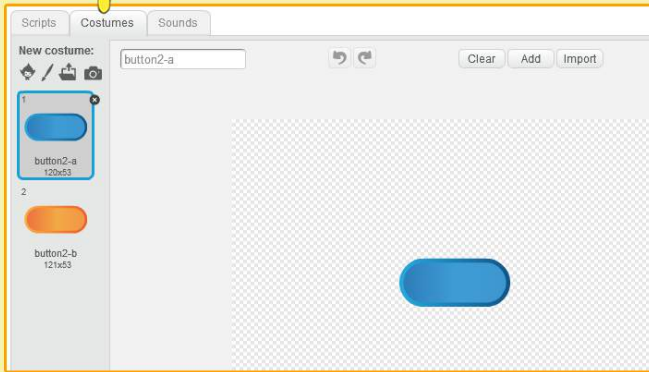 Scripts Costumes Sounds
New costume:
button2-a
Clear Add Import
1
button2-a
120x53
2
button2-b
121x53